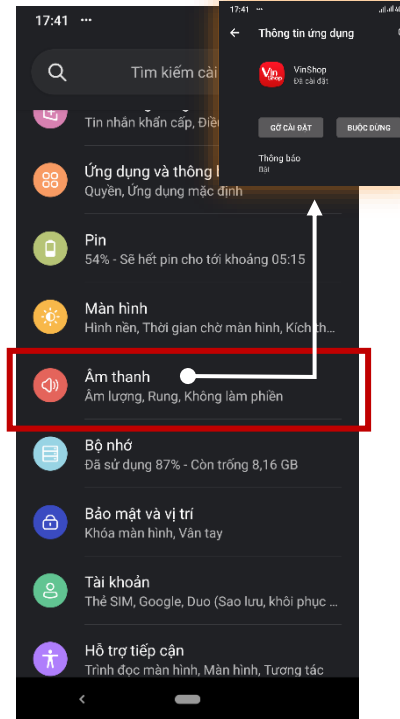 17:41 ...
Tìm kiếm cài
Tin nhắn khẩn cấp, Điều
Ứng dụng và thông b
Quyền, Ứng dụng mặc định
Pin
54% - Sẽ hết pin cho tới khoảng 05:15
Màn hình
Hình nền, Thời gian chờ màn hình, Kích th...
Âm thanh
Âm lượng, Rung, Không làm phiền
Bộ nhớ
Đã sử dụng 87% - Còn trống 8,16 GB
Bảo mật và vị trí
Khóa màn hình, Vân tay
Tài khoản
Thẻ SIM, Google, Duo (Sao lưu, khôi phục ...
Hỗ trợ tiếp cận
Trình đọc màn hình, Màn hình, Tương tác
17:41 ...
Thông tin ứng dụng
Vin
Shop
VinShop
Đã cài đặt
GỠ CÀI ĐẶT
BUỘC DỪNG
Thông báo
Bật